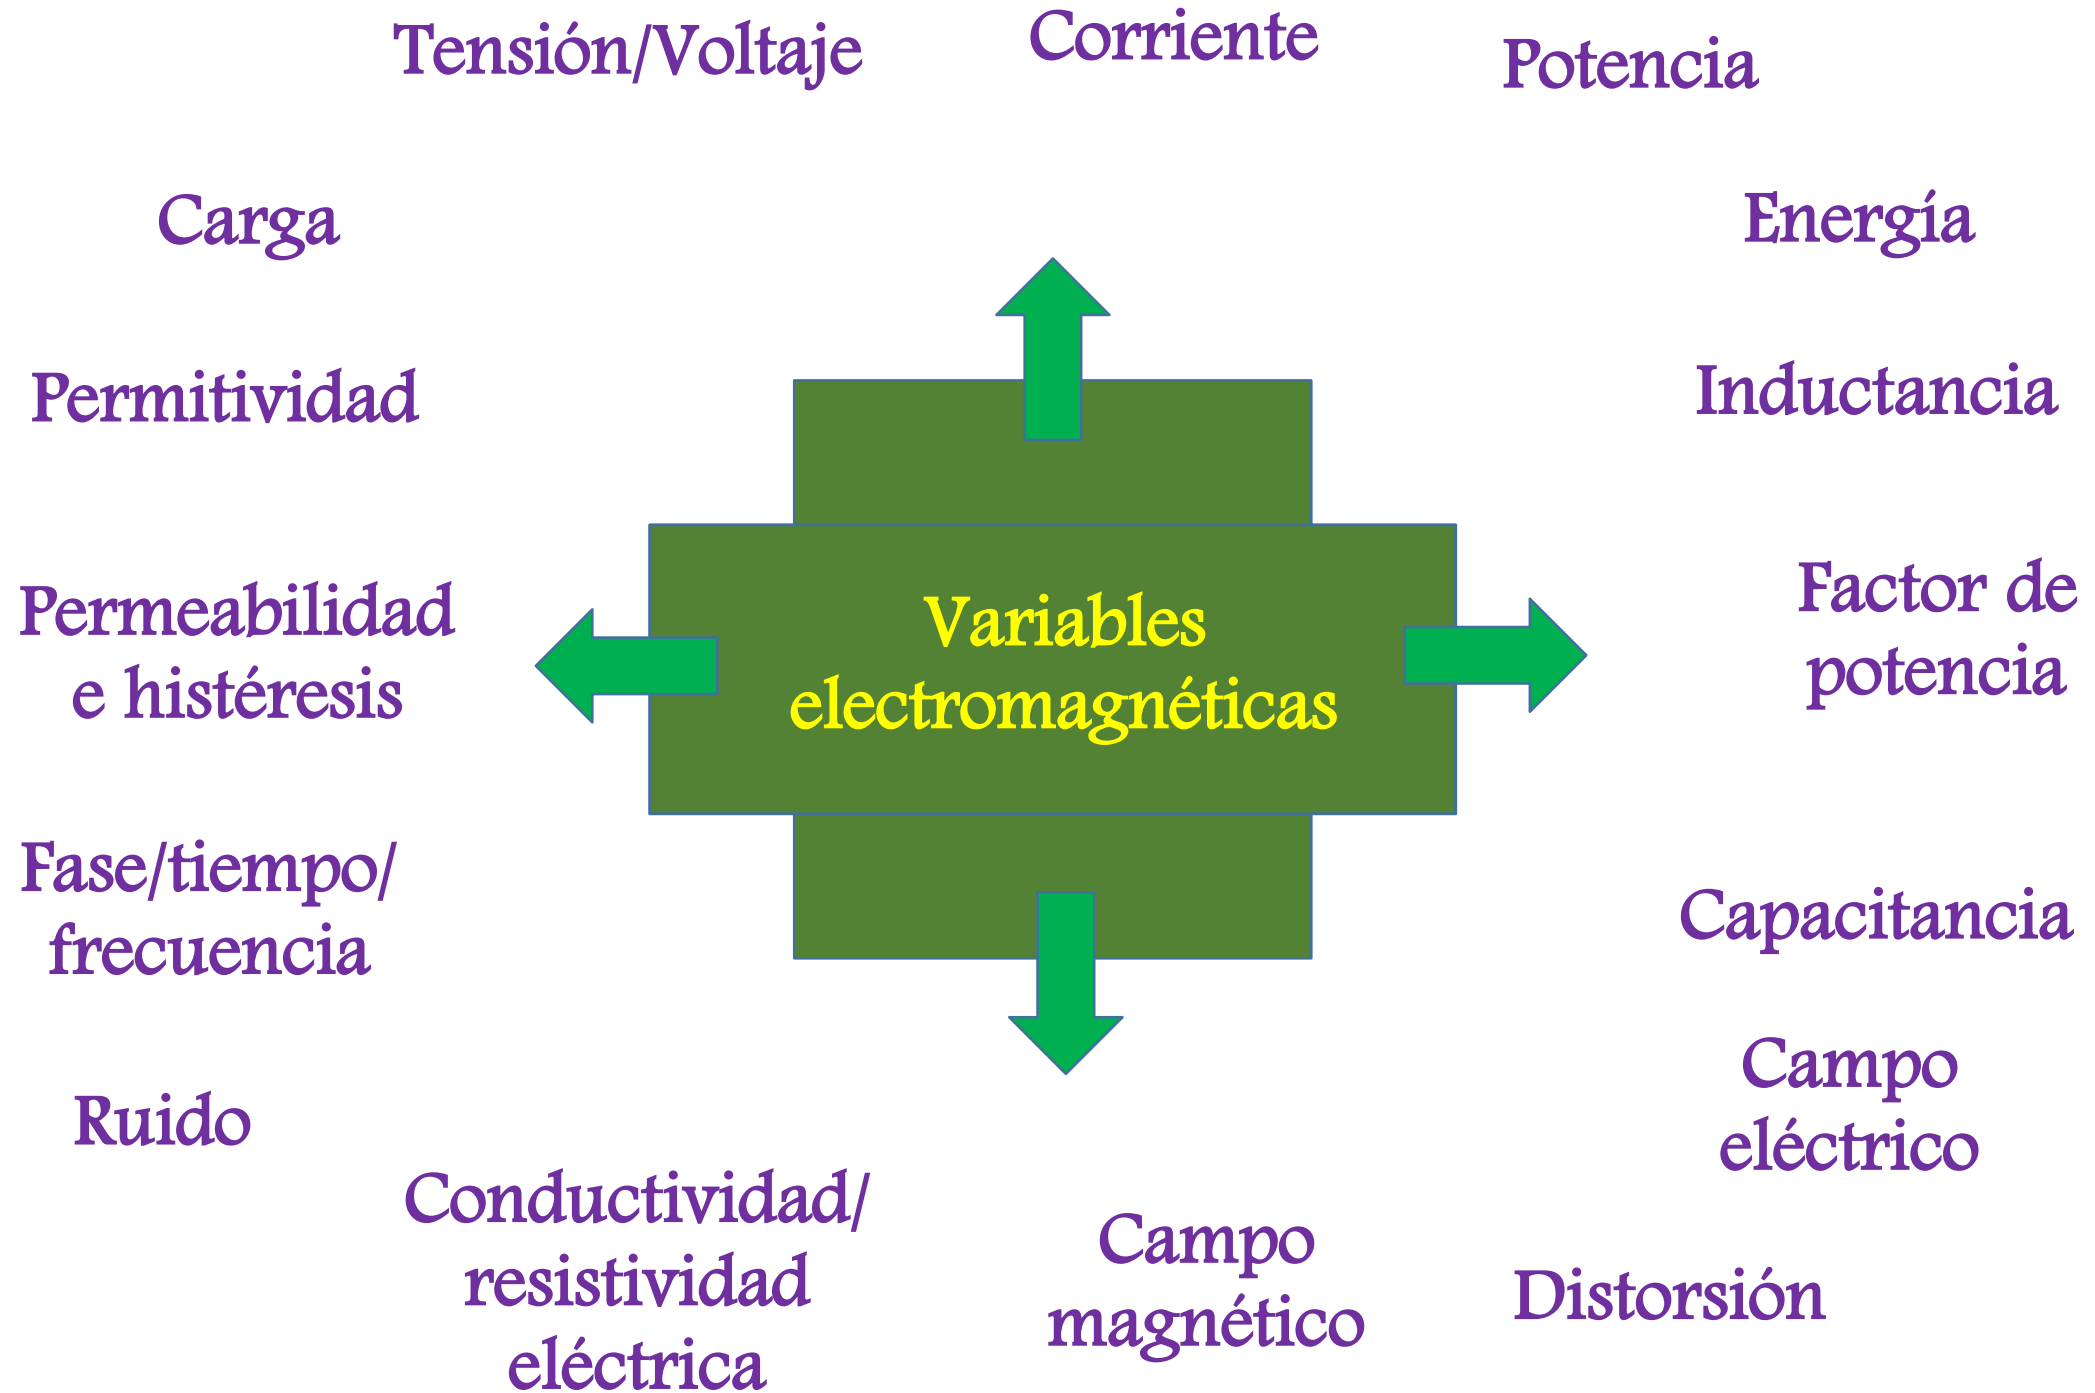 Tensión/Voltaje
Corriente
Potencia
Carga
Energía
Permitividad
Inductancia
Permeabilidad
e histéresis
Variables
electromagnéticas
Factor de
potencia
Fase/tiempo/
frecuencia
Capacitancia
Ruido
Campo
eléctrico
Conductividad/
resistividad
eléctrica
Campo
magnético
Distorsión